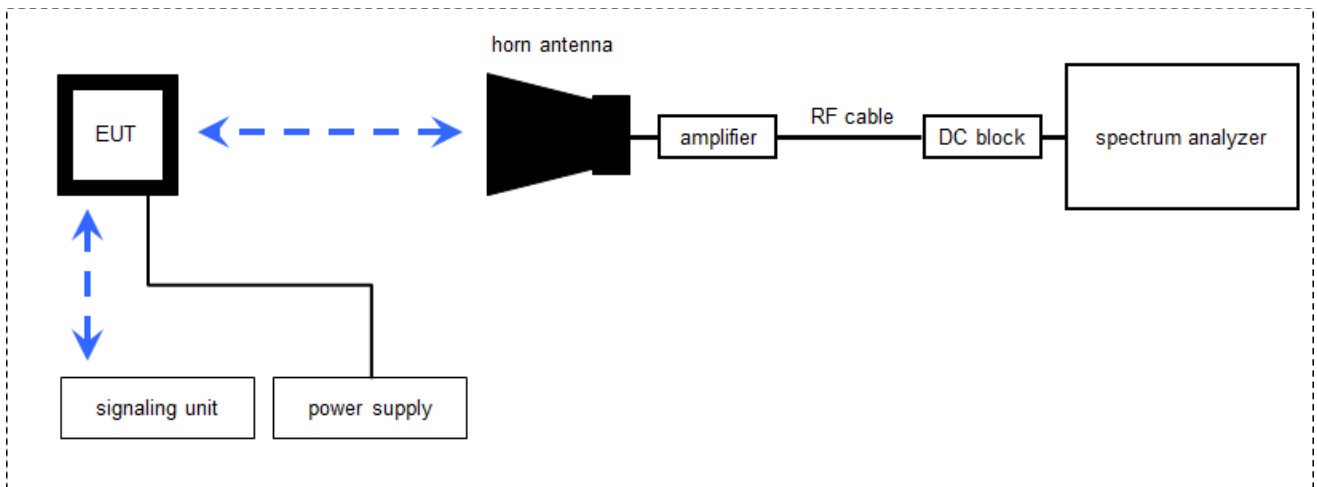 horn antenna
EUT
amplifier
RF cable
DC block
spectrum analyzer
signaling unit
power supply